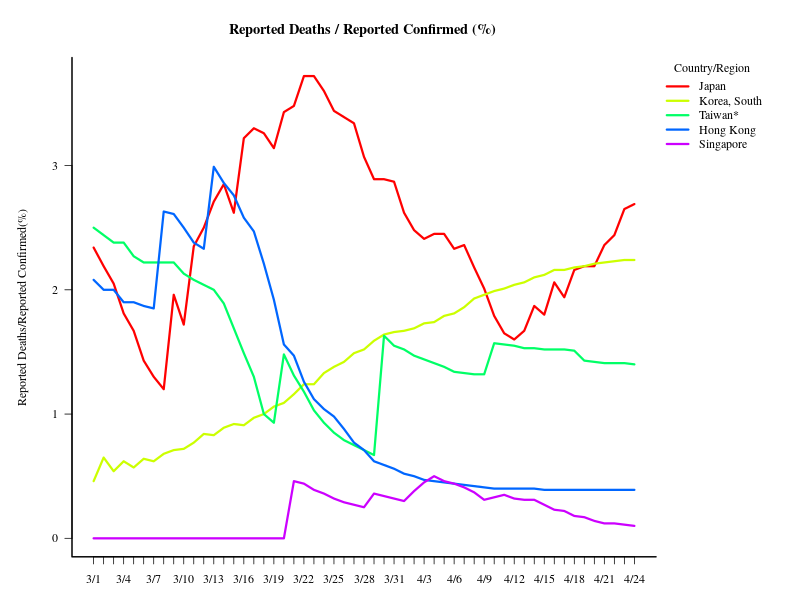 Reported Deaths / Reported Confirmed (%)
Country/Region
Japan
Korea, South
Taiwan*
Hong Kong
Singapore
Reported Deaths/Reported Confirmed(%)
3
2
1
0
3/1 3/4 3/7 3/10 3/13 3/16 3/19 3/22 3/25 3/28 3/31 4/3 4/6 4/9 4/12 4/15 4/18 4/21 4/24